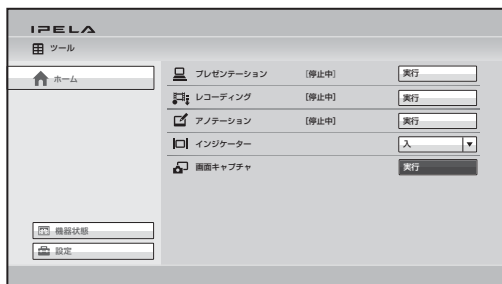 IPELA
ツール
ホーム
プレゼンテーション [停止中] 実行
レコーディング [停止中] 実行
アノテーション [停止中] 実行
インジケーター 入
画面キャプチャ 実行
機器状態
設定